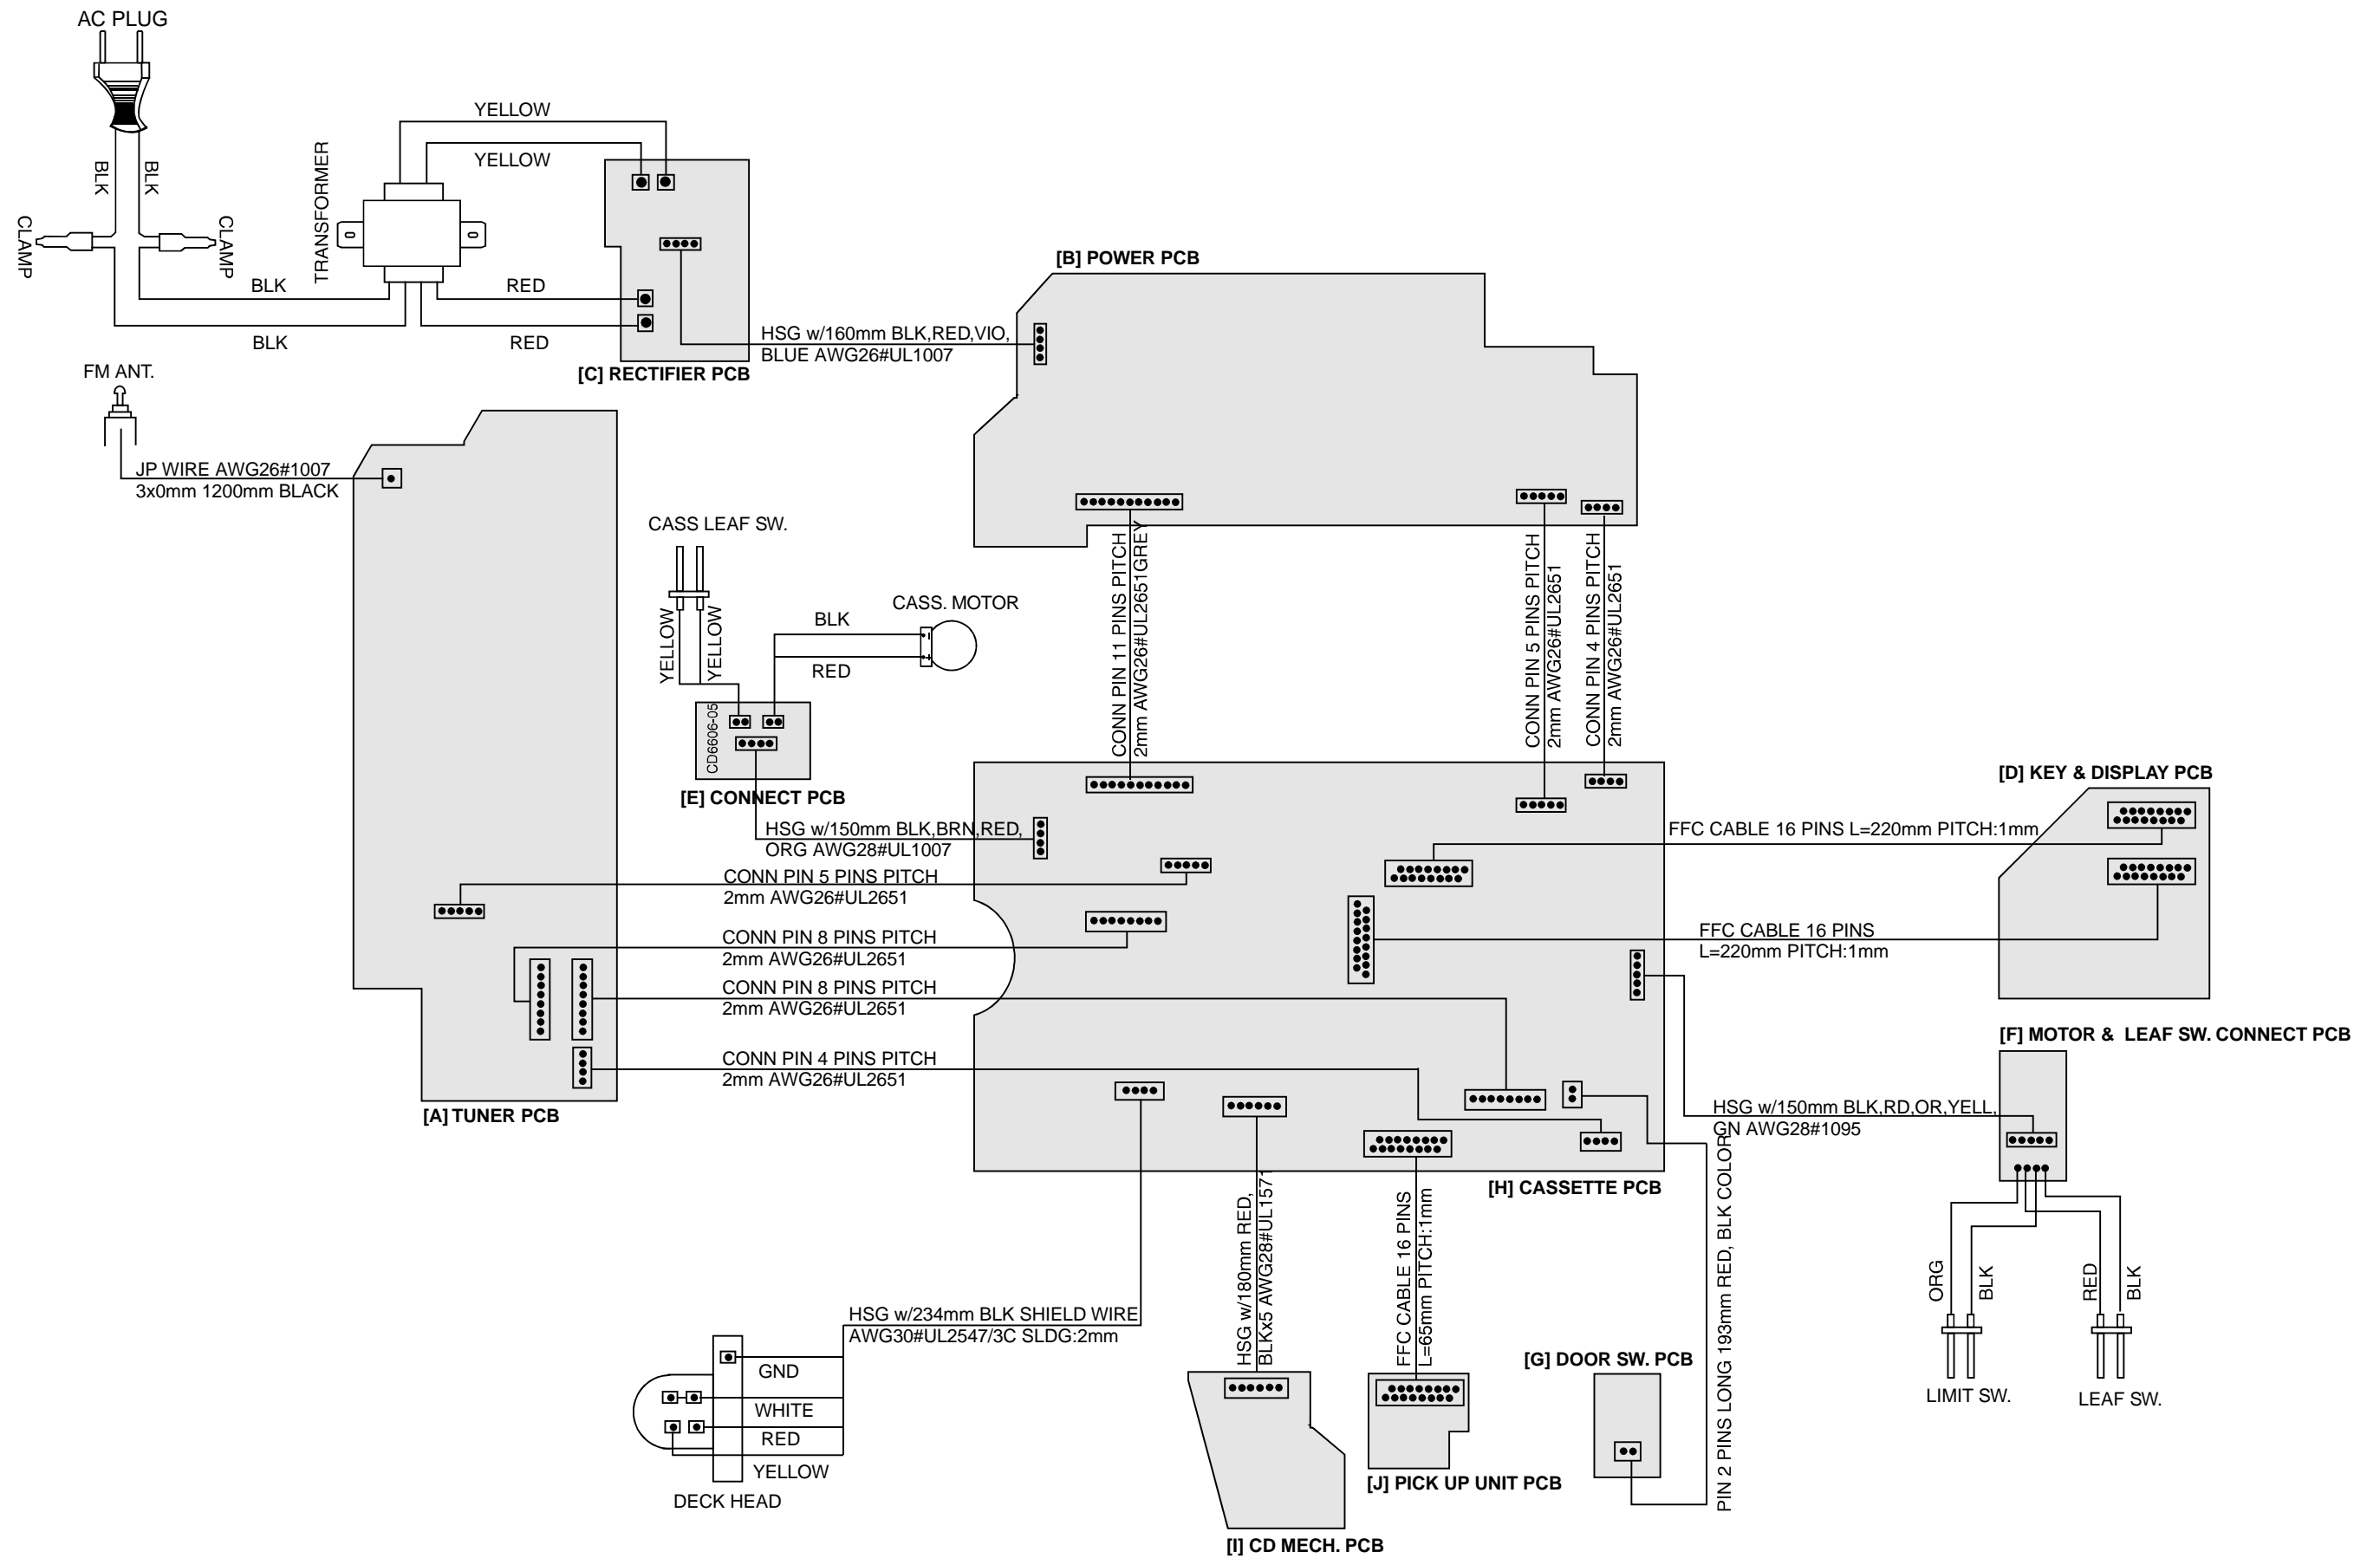 AC PLUG
BLK
BLK
CLAMP
CLAMP
TRANSFORMER
YELLOW
YELLOW
BLK
BLK
RED
RED
[C] RECTIFIER PCB
HSG w/160mm BLK,RED,VIO,
BLUE AWG26#UL1007
[B] POWER PCB
FM ANT.
JP WIRE AWG26#1007
3x0mm 1200mm BLACK
CASS LEAF SW.
YELLOW
YELLOW
CASS. MOTOR
BLK
RED
- +
CD6606-05
[E] CONNECT PCB
HSG w/150mm BLK,BRN,RED,
ORG AWG28#UL1007
CONN PIN 11 PINS PITCH
2mm AWG26#UL2651GREY
CONN PIN 5 PINS PITCH
2mm AWG26#UL2651
CONN PIN 4 PINS PITCH
2mm AWG26#UL2651
CONN PIN 5 PINS PITCH
2mm AWG26#UL2651
CONN PIN 8 PINS PITCH
2mm AWG26#UL2651
CONN PIN 8 PINS PITCH
2mm AWG26#UL2651
CONN PIN 4 PINS PITCH
2mm AWG26#UL2651
[A] TUNER PCB
[D] KEY & DISPLAY PCB
FFC CABLE 16 PINS L=220mm PITCH:1mm
FFC CABLE 16 PINS
L=220mm PITCH:1mm
[F] MOTOR & LEAF SW. CONNECT PCB
HSG w/150mm BLK,RD,OR,YELL,
GN AWG28#1095
[H] CASSETTE PCB
PIN 2 PINS LONG 193mm RED, BLK COLOR
ORG
BLK
RED
BLK
LIMIT SW.
LEAF SW.
HSG w/234mm BLK SHIELD WIRE
AWG30#UL2547/3C SLDG:2mm
GND
WHITE
RED
YELLOW
DECK HEAD
HSG w/180mm RED,
BLKx5 AWG28#UL1571
FFC CABLE 16 PINS
L=65mm PITCH:1mm
[G] DOOR SW. PCB
[J] PICK UP UNIT PCB
[I] CD MECH. PCB